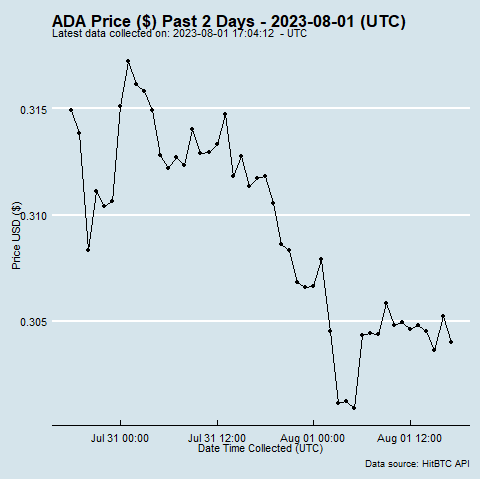 ADA Price ($) Past 2 Days - 2023-08-01 (UTC)
Latest data collected on: 2023-08-01 17:04:12 - UTC
0.315
0.310
0.305
Price USD ($)
Jul 31 00:00 Jul 31 12:00 Aug 01 00:00 Aug 01 12:00
Date Time Collected (UTC)
Data source: HitBTC API